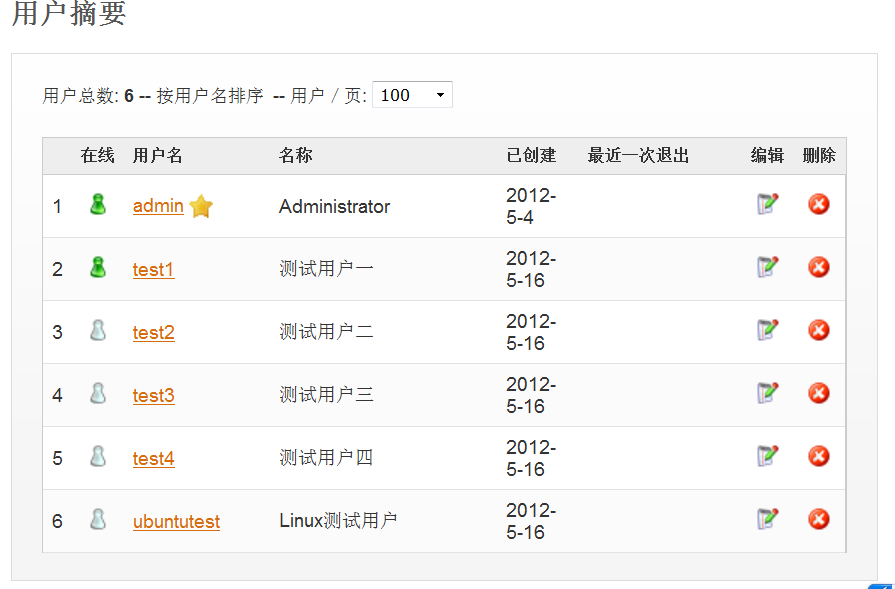 用户摘要
用户总数: 6 -- 按用户名排序 -- 用户 / 页: 100
在线 用户名 名称 已创建 最近一次退出 编辑 删除
1 admin Administrator 2012-
5-4
2 test1 测试用户一 2012-
5-16
3 test2 测试用户二 2012-
5-16
4 test3 测试用户三 2012-
5-16
5 test4 测试用户四 2012-
5-16
6 ubuntutest Linux测试用户 2012-
5-16